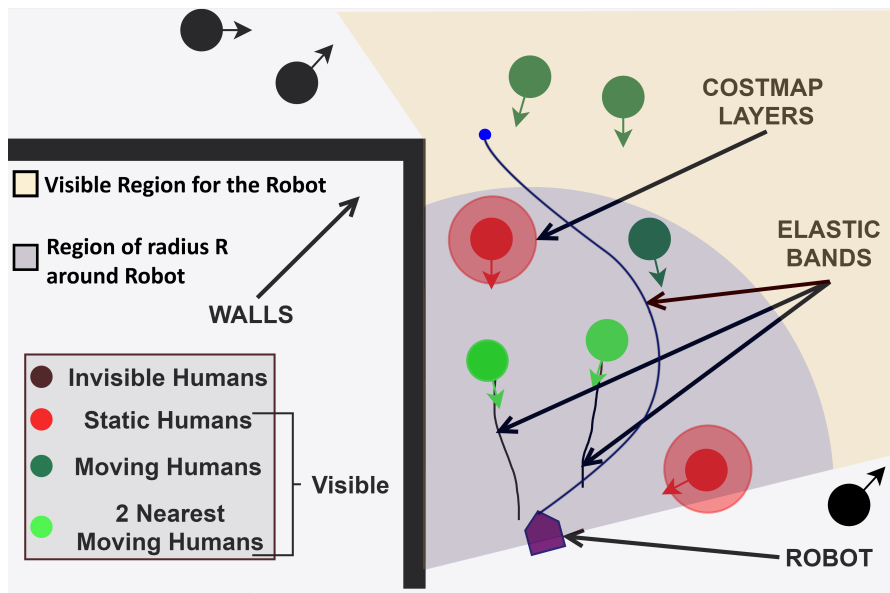 COSTMAP
LAYERS
Visible Region for the Robot
ELASTIC
BANDS
Region of radius R
around Robot
WALLS
Invisible Humans
Static Humans
Moving Humans
Visible
2 Nearest
Moving Humans
ROBOT